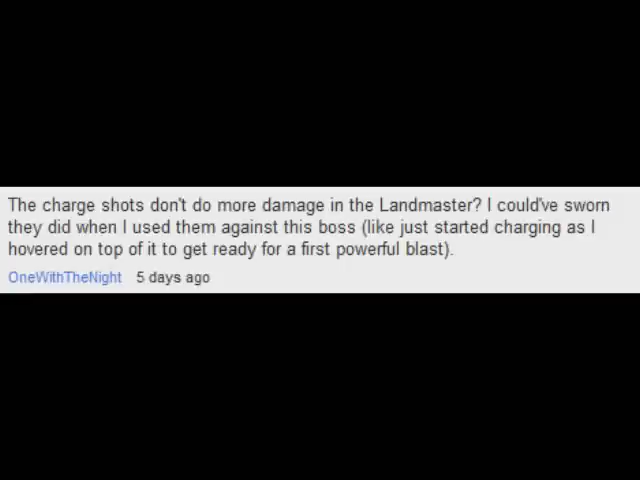 The charge shots don't do more damage in the Landmaster? I could've sworn
they did when I used them against this boss (like just started charging as I
hovered on top of it to get ready for a first powerful blast).
OneWithTheNight 5 days ago